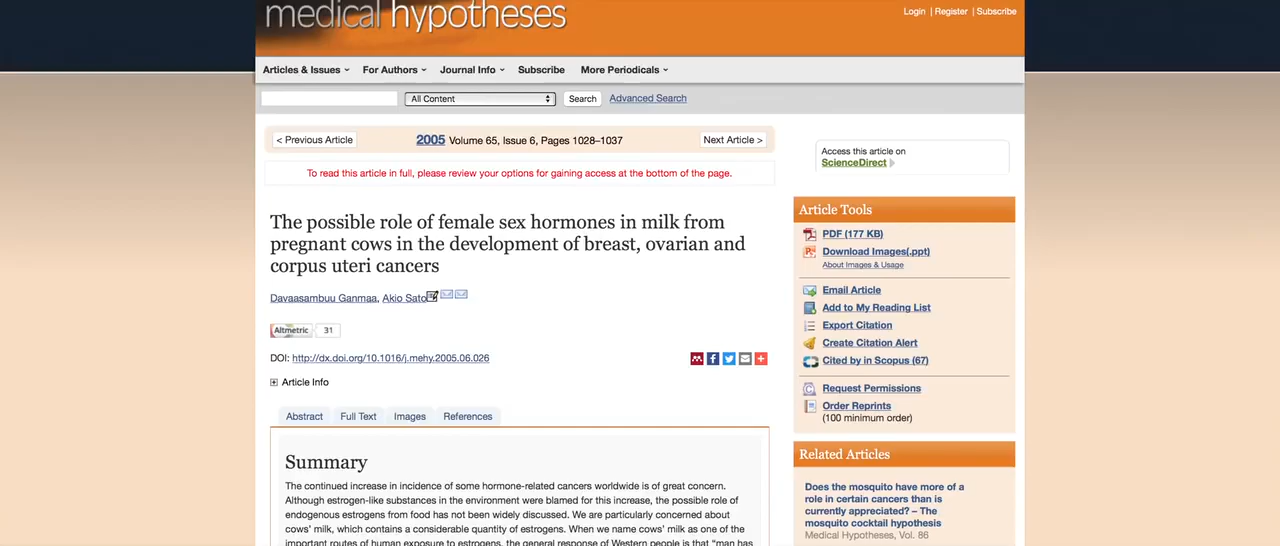 medical hypotheses
Login | Register | Subscribe
Articles & Issues For Authors Journal Info Subscribe More Periodicals
All Content Search Advanced Search
< Previous Article 2005 Volume 65, Issue 6, Pages 1028–1037 Next Article >
To read this article in full, please review your options for gaining access at the bottom of the page.
The possible role of female sex hormones in milk from
pregnant cows in the development of breast, ovarian and
corpus uteri cancers
Davaasambuu Ganmaa, Akio Sato
Altmetric 31
DOI: http://dx.doi.org/10.1016/j.mehy.2005.06.026
Article Info
Abstract Full Text Images References
Summary
The continued increase in incidence of some hormone-related cancers worldwide is of great concern.
Although estrogen-like substances in the environment were blamed for this increase, the possible role of
endogenous estrogens from food has not been widely discussed. We are particularly concerned about
cows' milk, which contains a considerable quantity of estrogens. When we name cows' milk as one of the
important routes of human exposure to estrogens, the general response of Western people is that "man has
Access this article on
ScienceDirect
Article Tools
PDF (177 KB)
Download Images(.ppt)
About Images & Usage
Email Article
Add to My Reading List
Export Citation
Create Citation Alert
Cited by in Scopus (67)
Request Permissions
Order Reprints
(100 minimum order)
Related Articles
Does the mosquito have more of a
role in certain cancers than is
currently appreciated? – The
mosquito cocktail hypothesis
Medical Hypotheses, Vol. 86